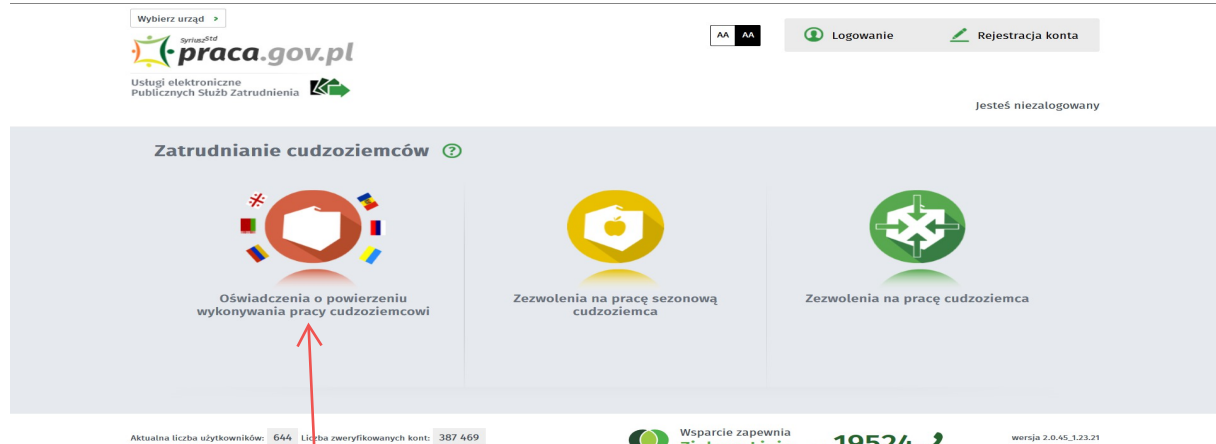 Wybierz urząd >
SyriuszStd
praca.gov.pl
AA AA
Logowanie
Rejestracja konta
Usługi elektroniczne
Publicznych Służb Zatrudnienia
Jesteś niezalogowany
Zatrudnianie cudzoziemców ?
Oświadczenia o powierzeniu
wykonywania pracy cudzoziemcowi
Zezwolenia na pracę sezonową
cudzoziemca
Zezwolenia na pracę cudzoziemca
Aktualna liczba użytkowników: 644 Liczba zweryfikowanych kont: 387 469
Wsparcie zapewnia
19524
wersja 2.0.45_1.23.21